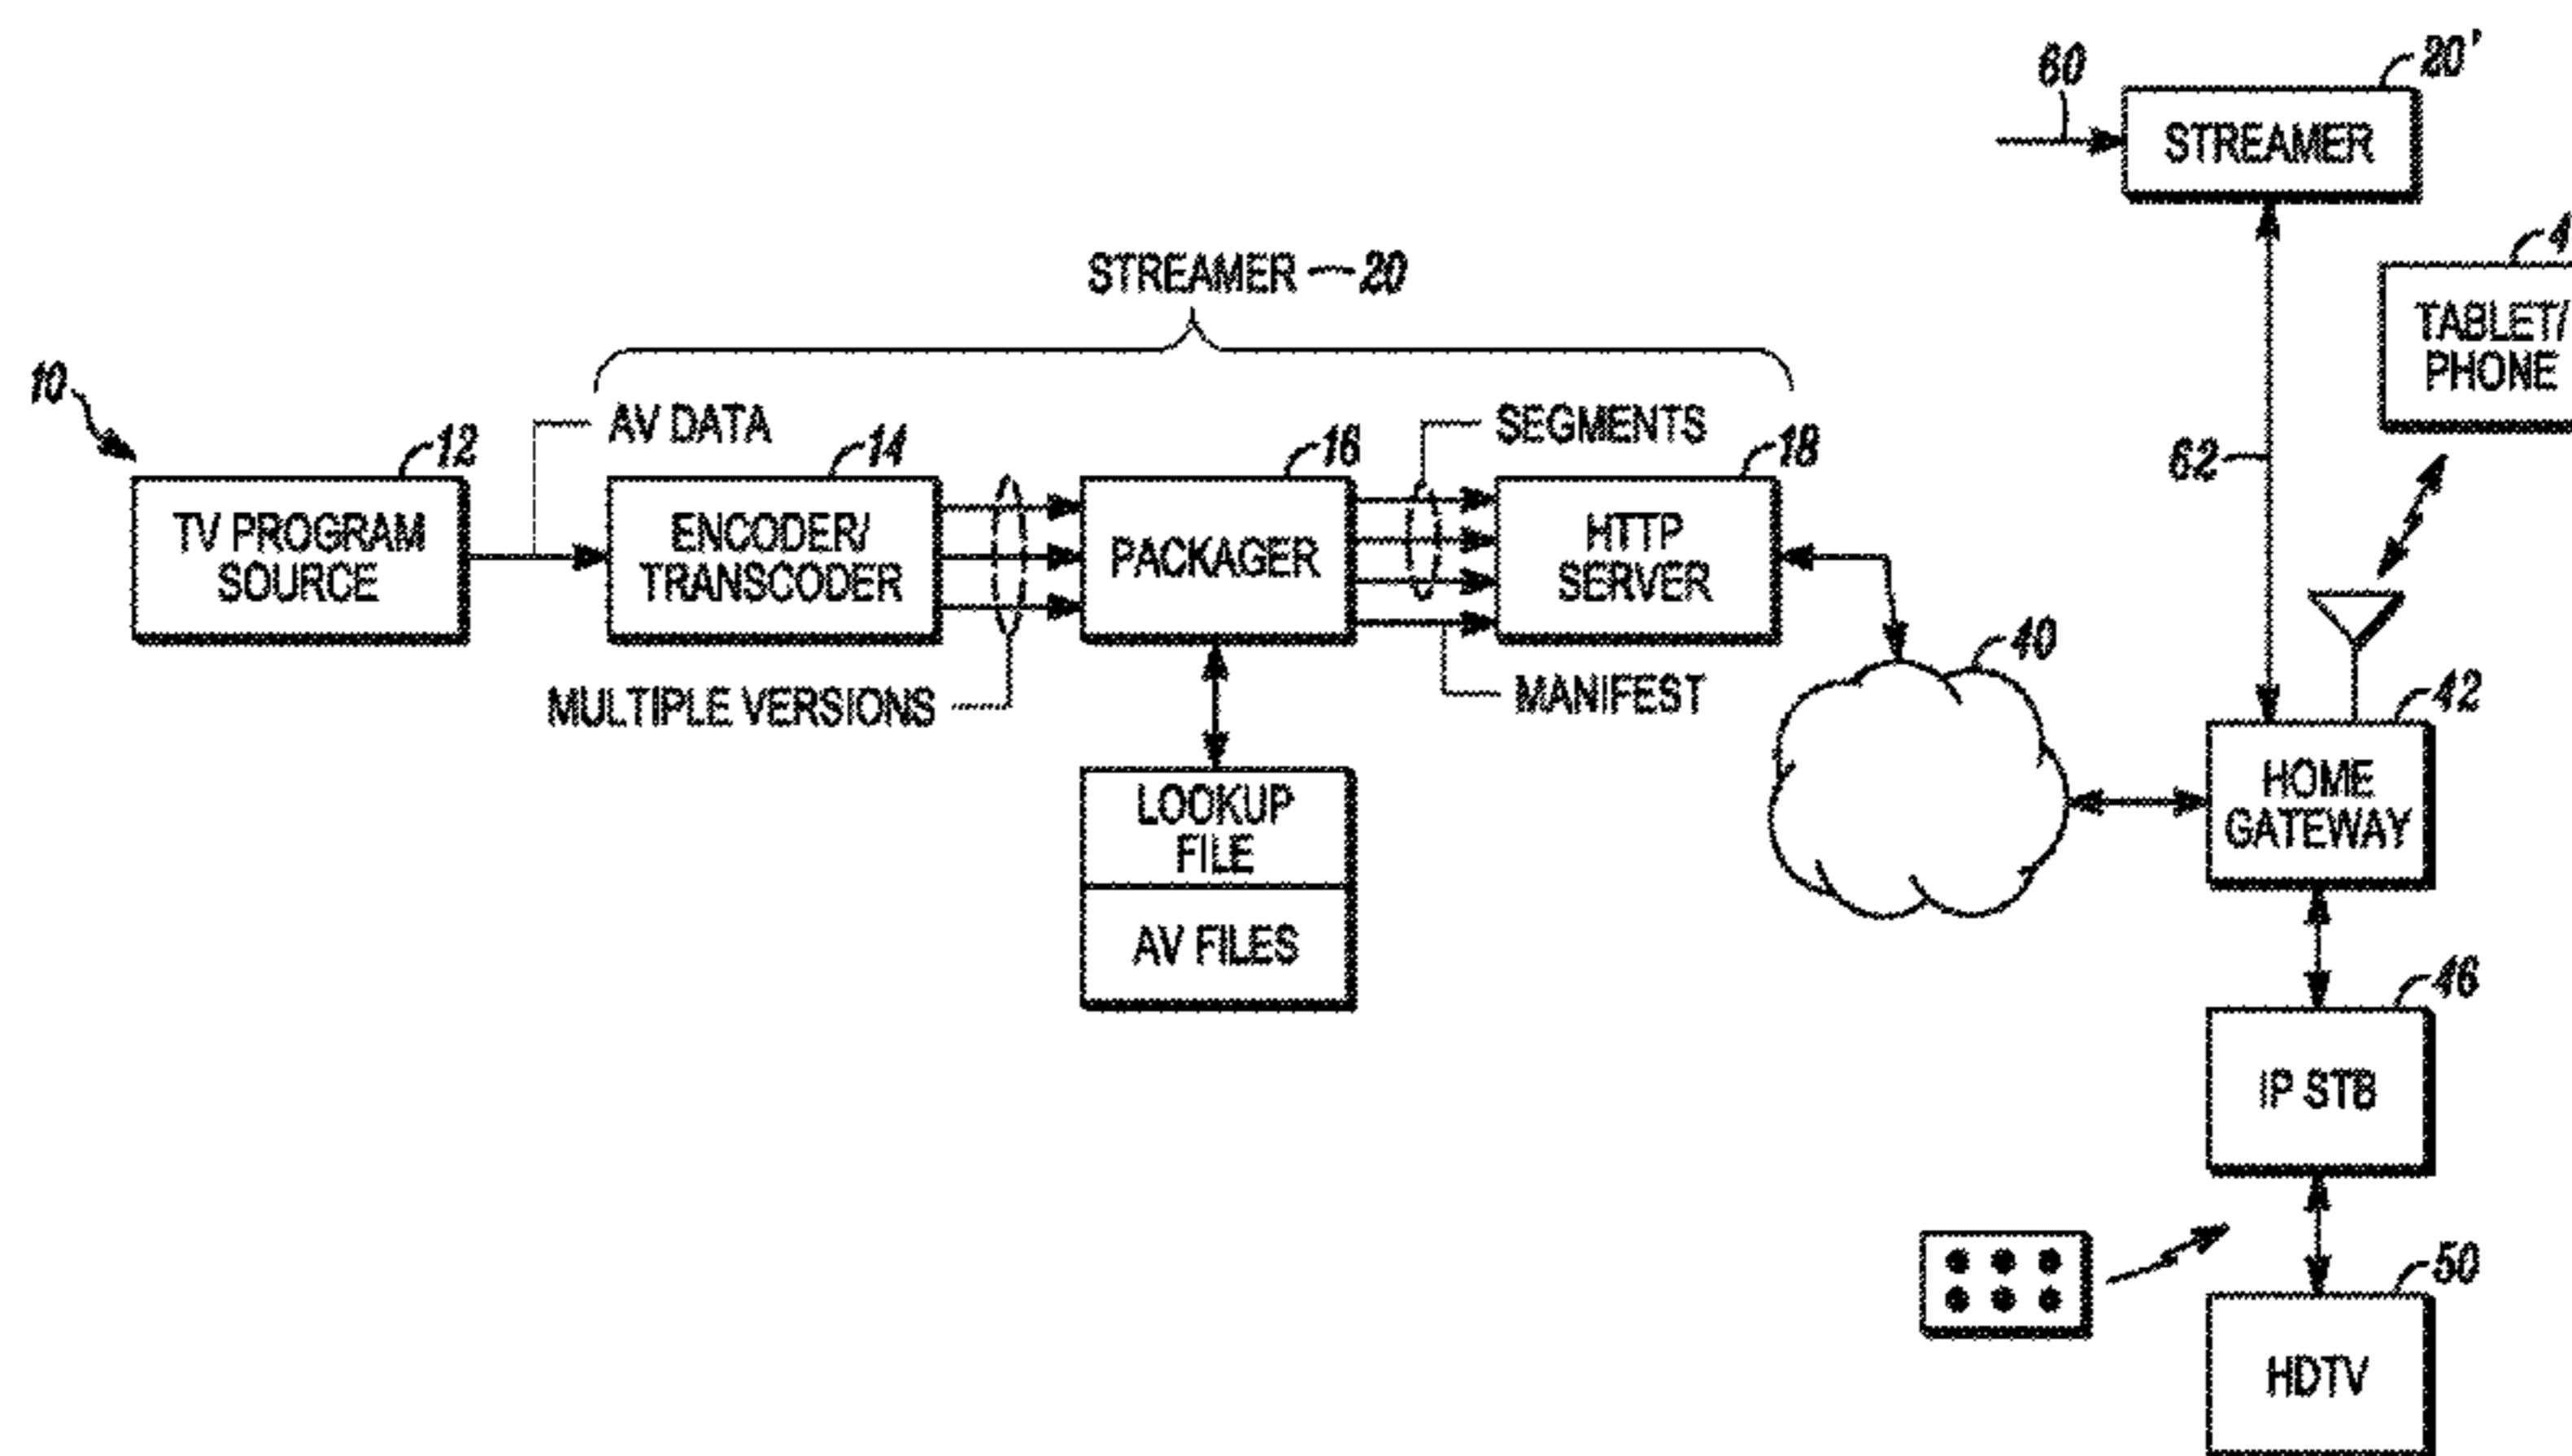 60
20'
STREAMER
STREAMER 20
4
TABLET/
PHONE
10
AV DATA
SEGMENTS
12
14
16
18
62
TV PROGRAM
SOURCE
ENCODER/
TRANSCODER
PACKAGER
HTTP
SERVER
MULTIPLE VERSIONS
MANIFEST
40
42
LOOKUP
FILE
HOME
GATEWAY
AV FILES
46
IP STB
50
HDTV